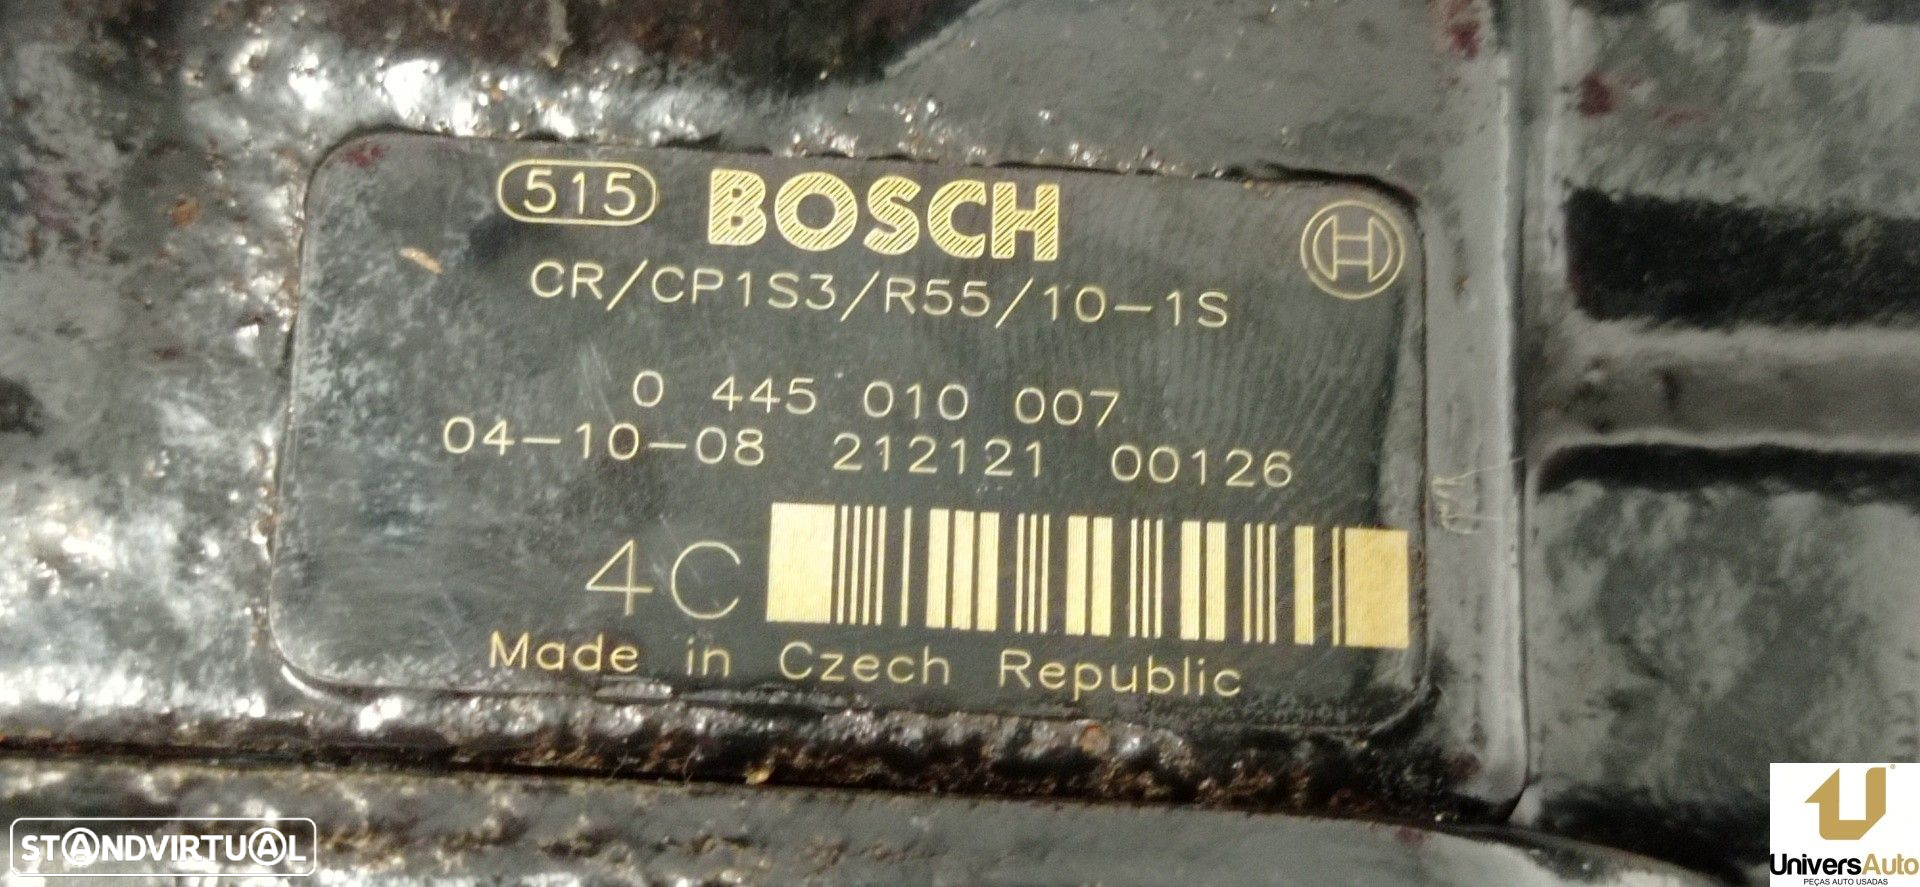 515 BOSCH
CR/CP1S3/R55/10-1S
0 445 010 007
04-10-08 212121 00126
4C
Made in Czech Republic
STANDVIRTUAL
UniversAuto
PEÇAS AUTO USADAS